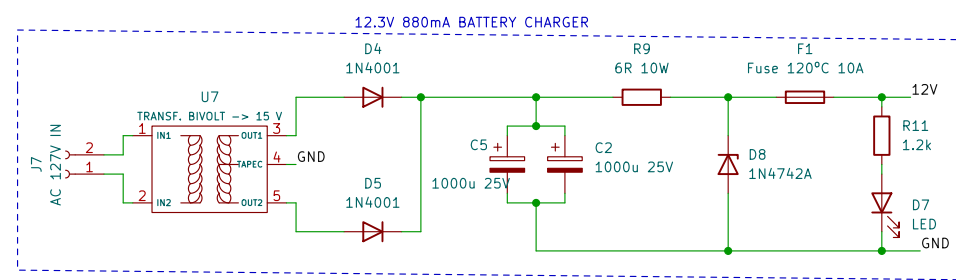 12.3V 880mA BATTERY CHARGER
D4
1N4001
R9
6R 10W
F1
Fuse 120ºC 10A
12V
U7
TRANSF. BIVOLT -> 15 V
J7
AC 127V IN
2
1
1
2
IN1
IN2
OUT1
TAPEC
OUT2
3
4
5
GND
D5
1N4001
C5
1000u 25V
+
+
C2
1000u 25V
D8
1N4742A
R11
1.2k
D7
LED
GND